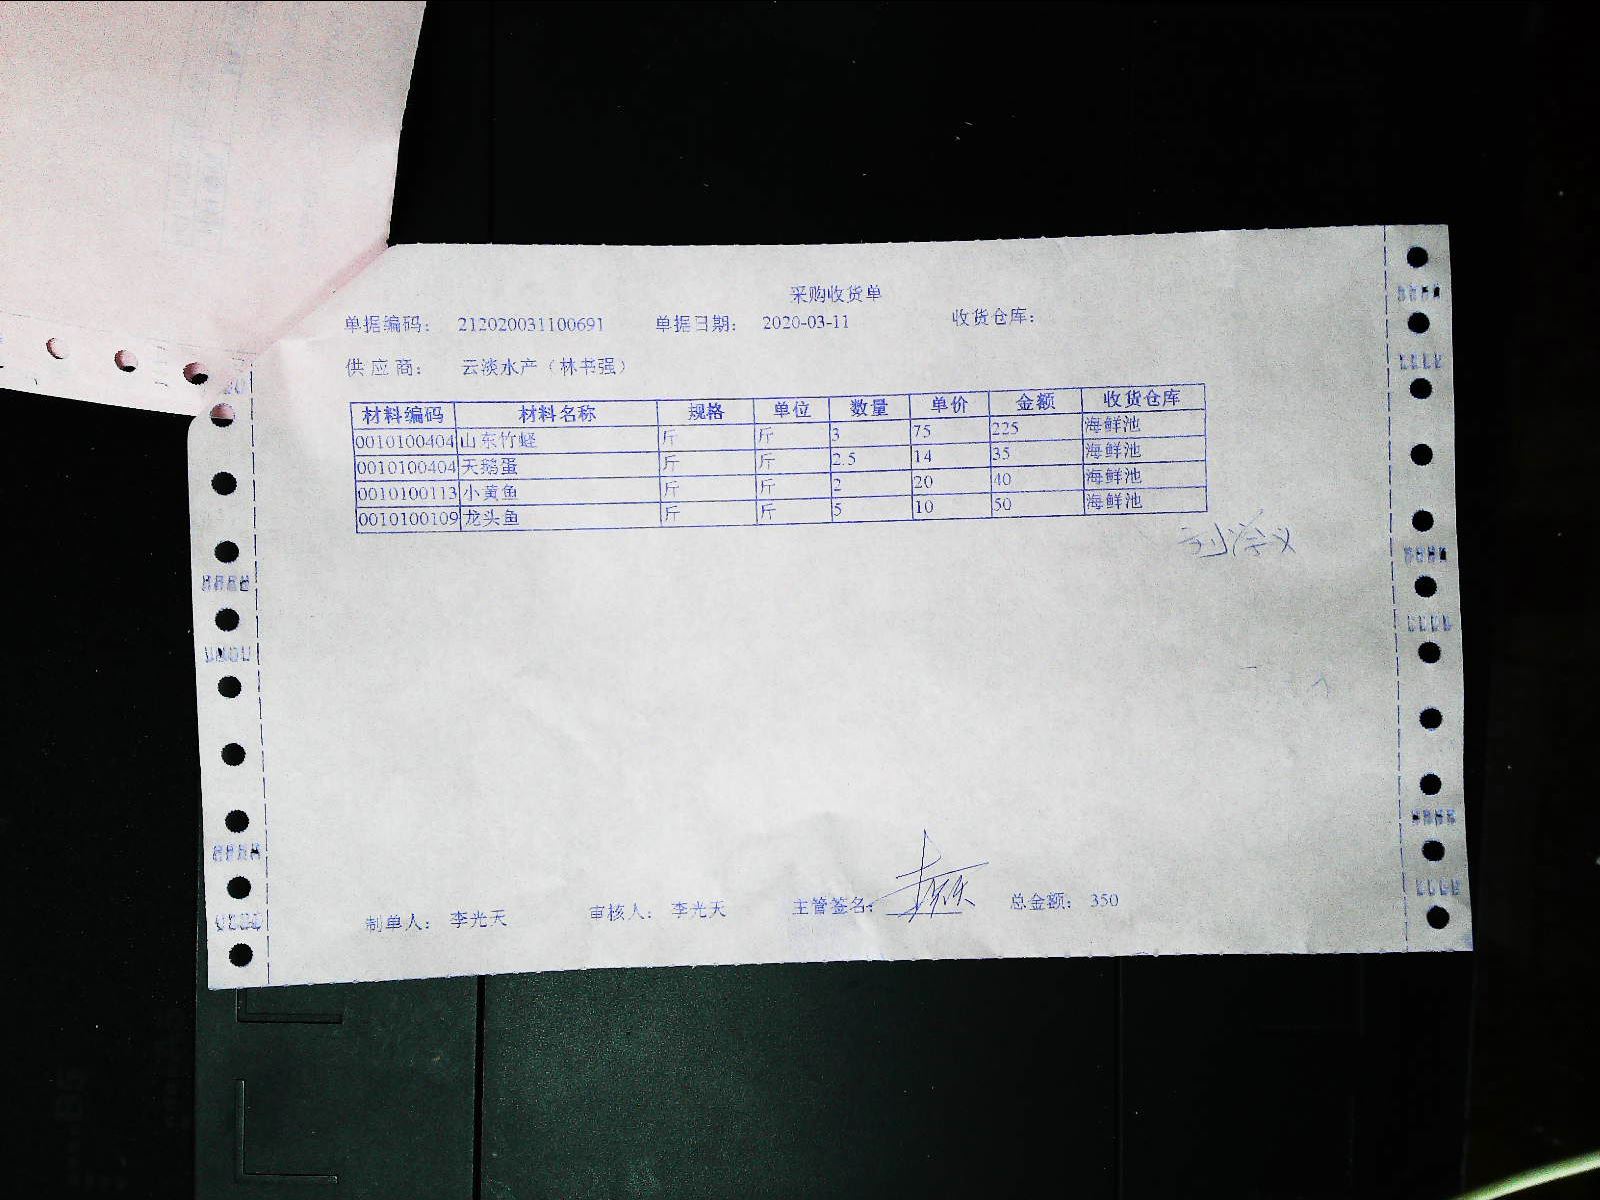 采购收货单
单据编码： 212020031100691 单据日期： 2020-03-11 收货仓库：
供应商： 云淡水产（林书强）
材料编码 材料名称 规格 单位 数量 单价 金额 收货仓库
0010100404 山东竹蛏 斤 斤 3 75 225 海鲜池
0010100404 天鹅蛋 斤 斤 2.5 14 35 海鲜池
0010100113 小黄鱼 斤 斤 2 20 40 海鲜池
0010100109 龙头鱼 斤 斤 5 10 50 海鲜池
制单人： 李光天 审核人： 李光天 主管签名： 总金额： 350